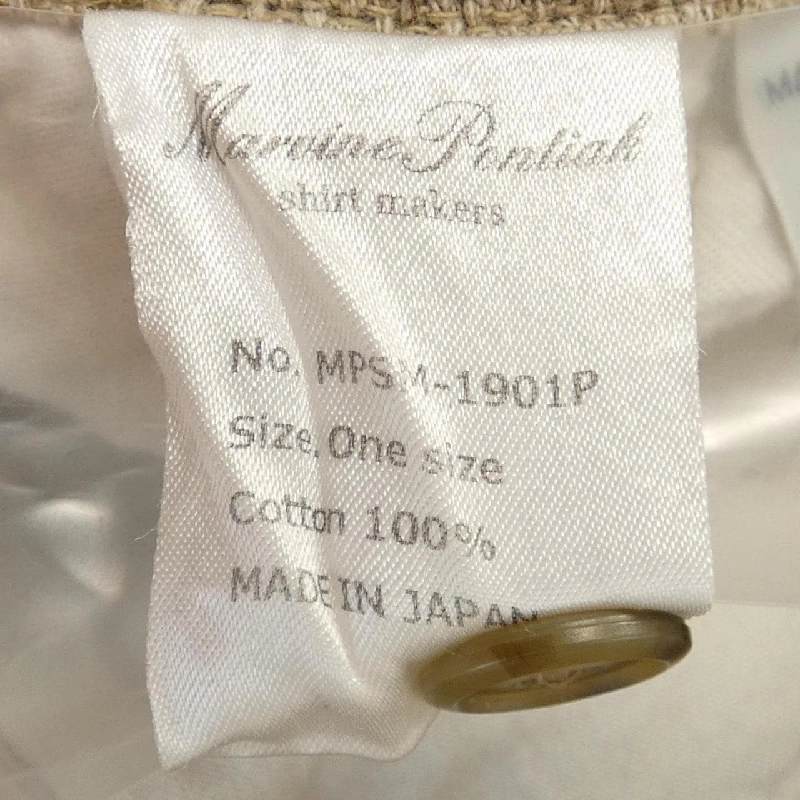 Marvine Pontiak
shirt makers
No. MPSM-1901P
Size. One size
Cotton 100%
MADE IN JAPAN